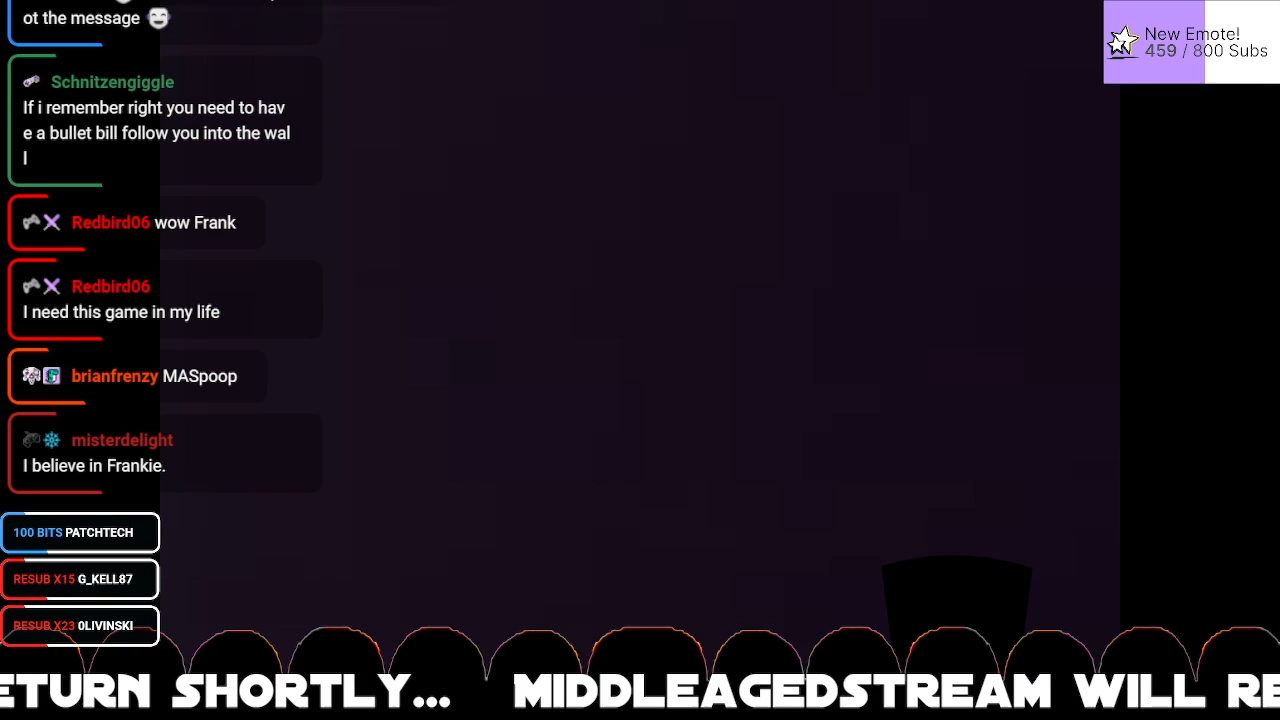 ot the message
Schnitzengiggle
If i remember right you need to hav
e a bullet bill follow you into the wal
l
Redbird06 wow Frank
Redbird06
I need this game in my life
brianfrenzy MASpoop
misterdelight
I believe in Frankie.
100 BITS PATCHTECH
RESUB X15 G_KELL87
RESUB X23 0LIVINSKI
New Emote!
459 / 800 Subs
ETURN SHORTLY... MIDDLEAGEDSTREAM WILL RE